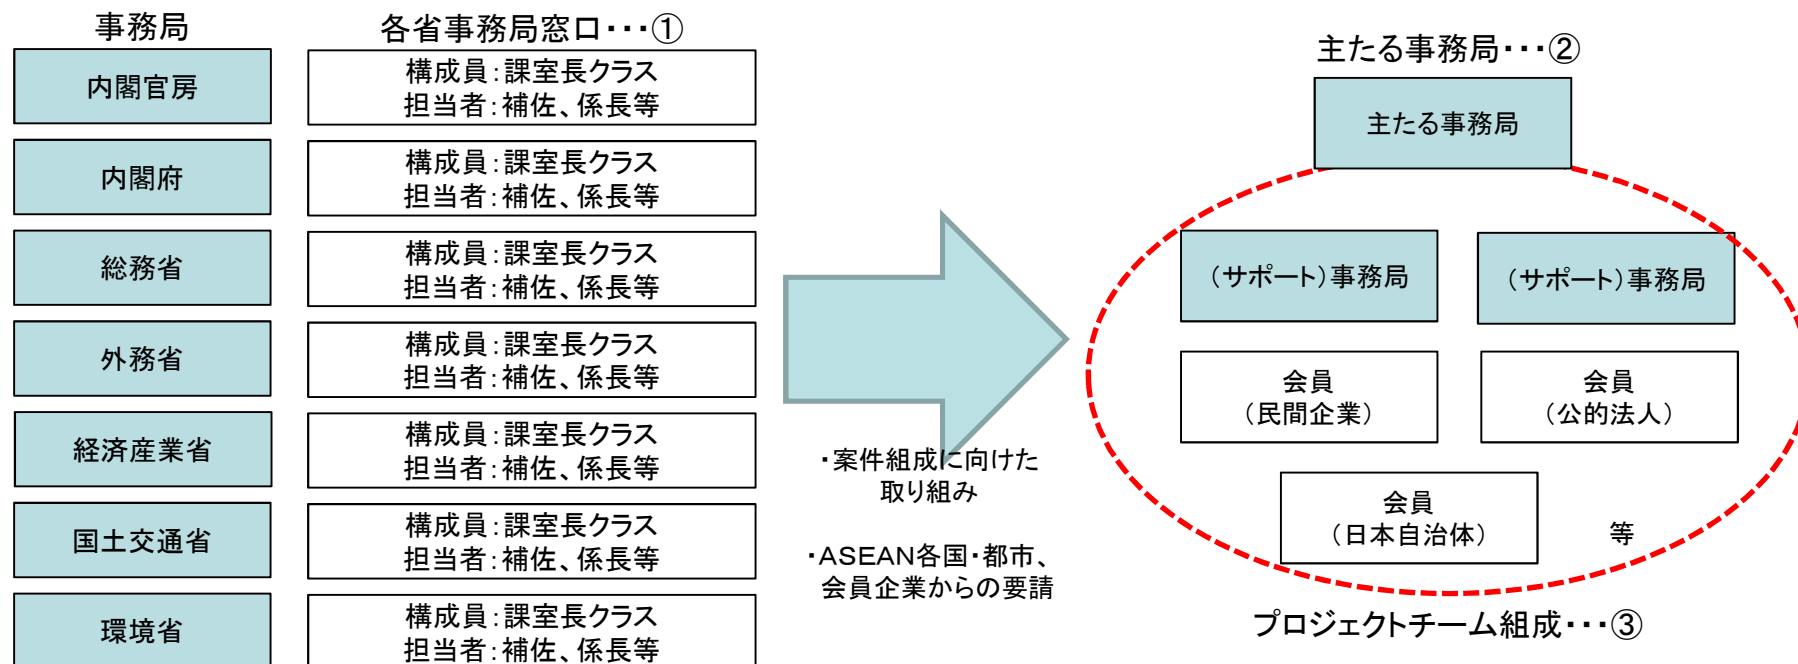 事務局
各省事務局窓口・・・①
内閣官房
構成員：課室長クラス
担当者：補佐、係長等
内閣府
構成員：課室長クラス
担当者：補佐、係長等
総務省
構成員：課室長クラス
担当者：補佐、係長等
外務省
構成員：課室長クラス
担当者：補佐、係長等
経済産業省
構成員：課室長クラス
担当者：補佐、係長等
国土交通省
構成員：課室長クラス
担当者：補佐、係長等
環境省
構成員：課室長クラス
担当者：補佐、係長等
・案件組成に向けた
取り組み
・ASEAN各国・都市、
会員企業からの要請
主たる事務局・・・②
主たる事務局
（サポート）事務局
（サポート）事務局
会員
（民間企業）
会員
（公的法人）
会員
（日本自治体）
等
プロジェクトチーム組成・・・③